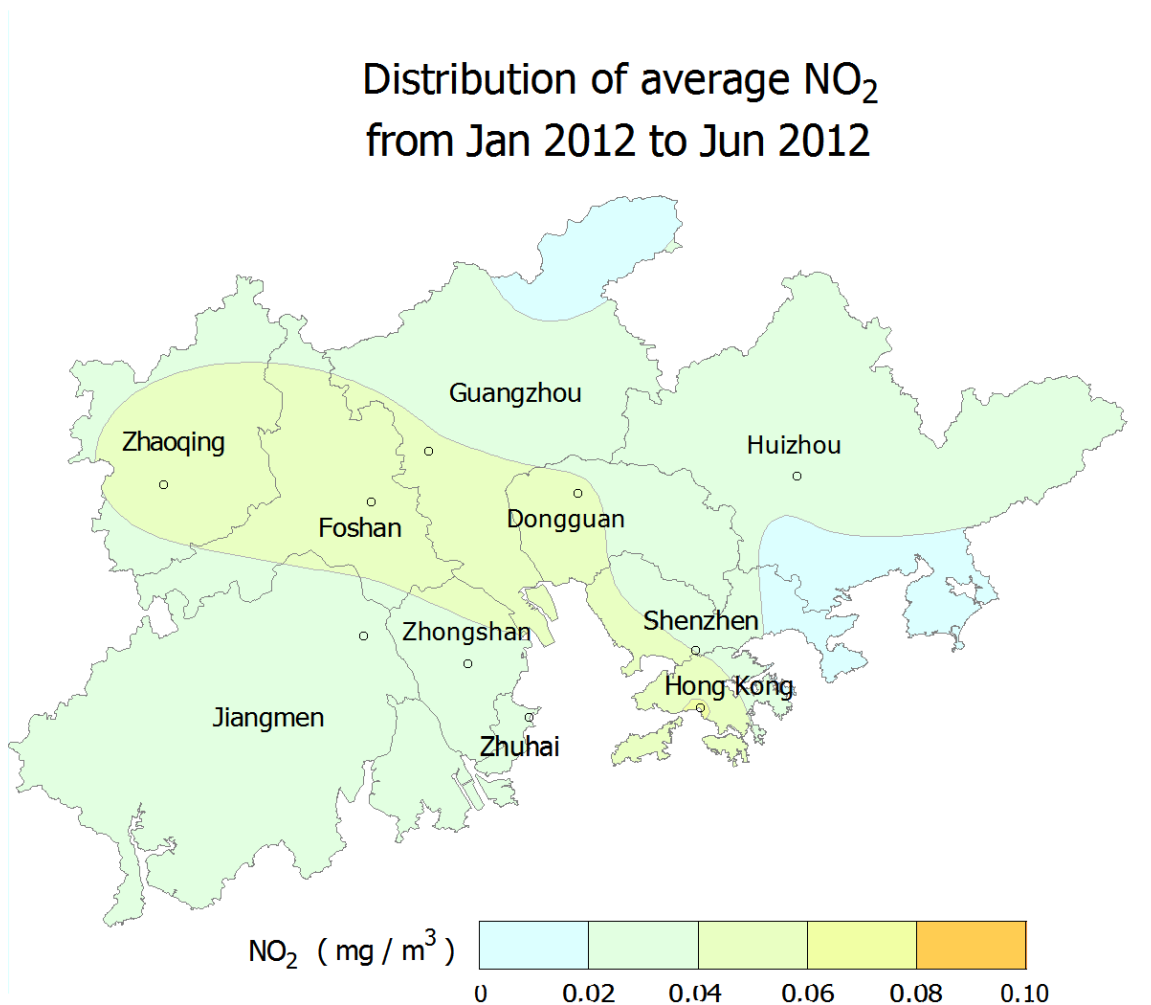 Distribution of average NO₂
from Jan 2012 to Jun 2012
Guangzhou
Zhaoqing
Huizhou
Foshan
Dongguan
Shenzhen
Zhongshan
Hong Kong
Jiangmen
Zhuhai
NO₂ ( mg / m³ )
0 0.02 0.04 0.06 0.08 0.10